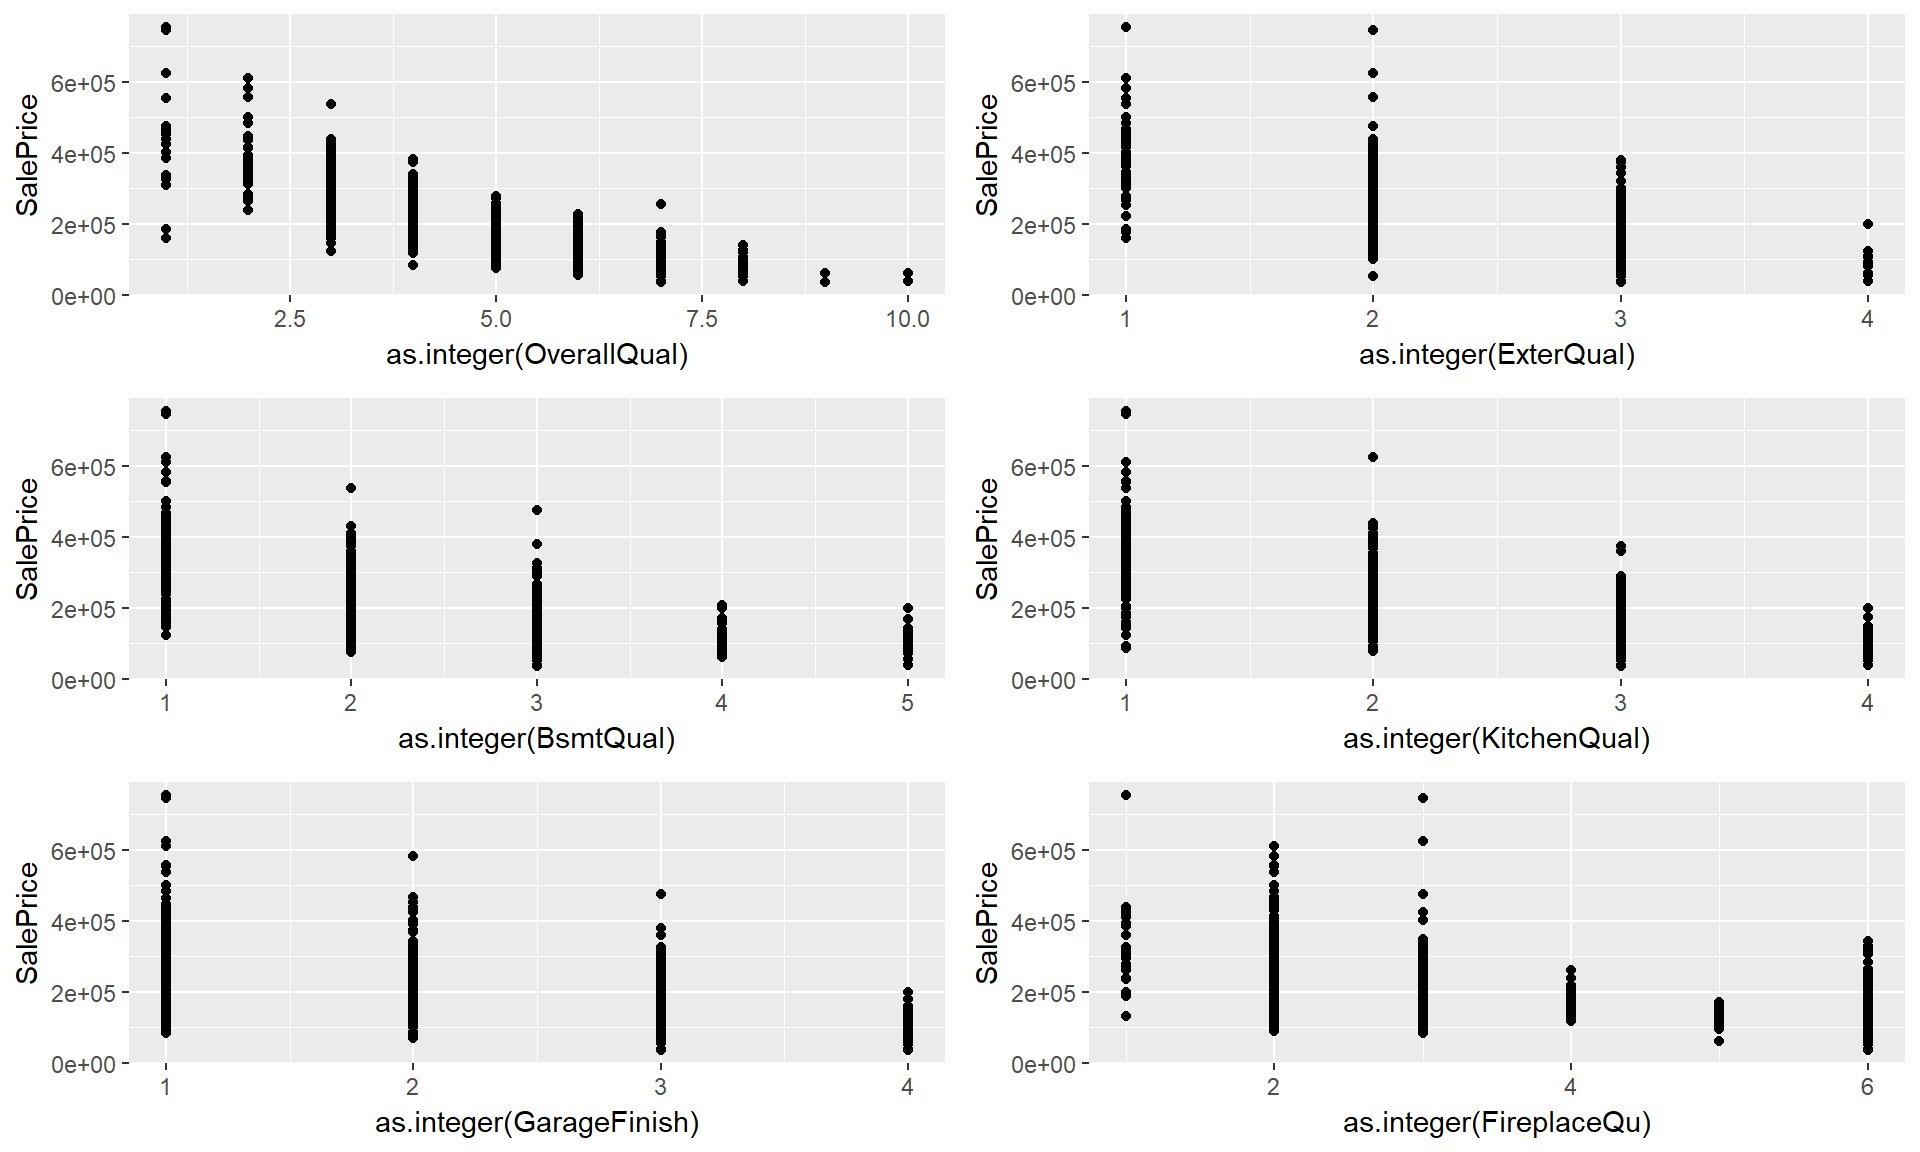 SalePrice
6e+05
4e+05
2e+05
0e+00
2.5 5.0 7.5 10.0
as.integer(OverallQual)
SalePrice
6e+05
4e+05
2e+05
0e+00
1 2 3 4
as.integer(ExterQual)
SalePrice
6e+05
4e+05
2e+05
0e+00
1 2 3 4 5
as.integer(BsmtQual)
SalePrice
6e+05
4e+05
2e+05
0e+00
1 2 3 4
as.integer(KitchenQual)
SalePrice
6e+05
4e+05
2e+05
0e+00
1 2 3 4
as.integer(GarageFinish)
SalePrice
6e+05
4e+05
2e+05
0e+00
2 4 6
as.integer(FireplaceQu)